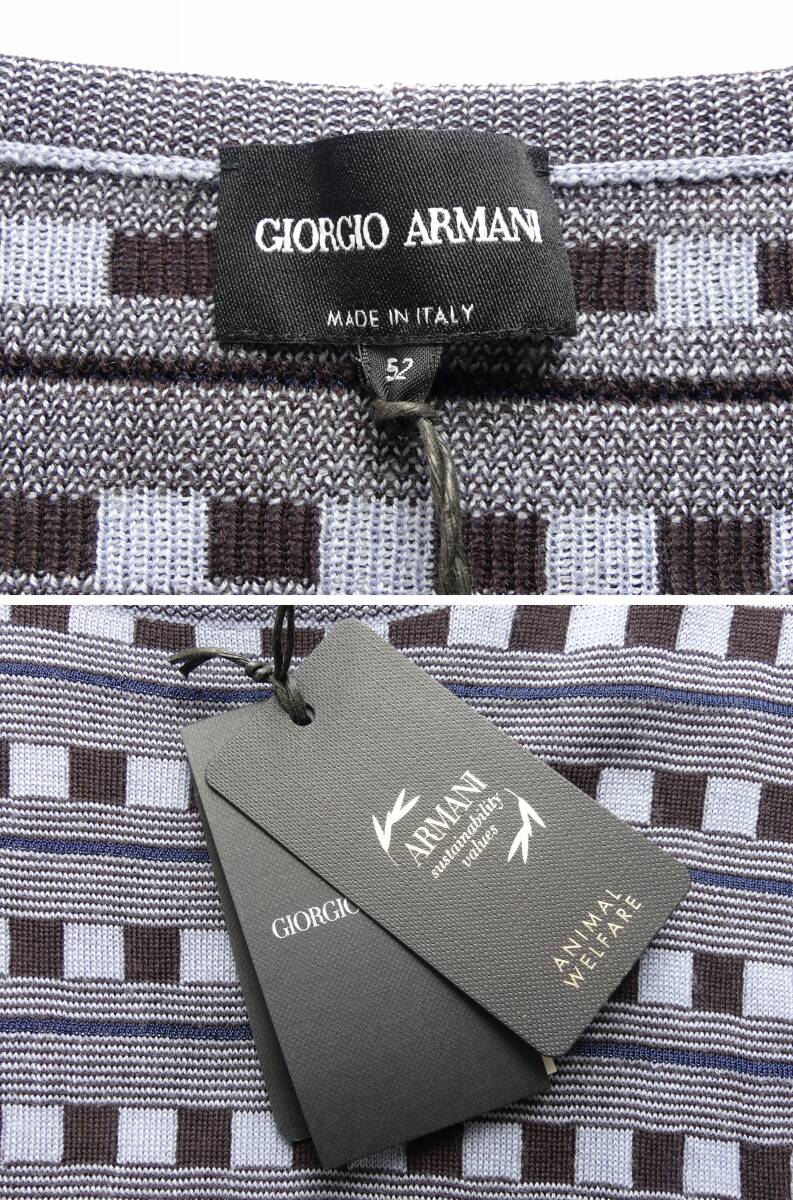 GIORGIO ARMANI
MADE IN ITALY
52
ARMANI
sustainability
values
GIORGIO
ANIMAL
WELFARE